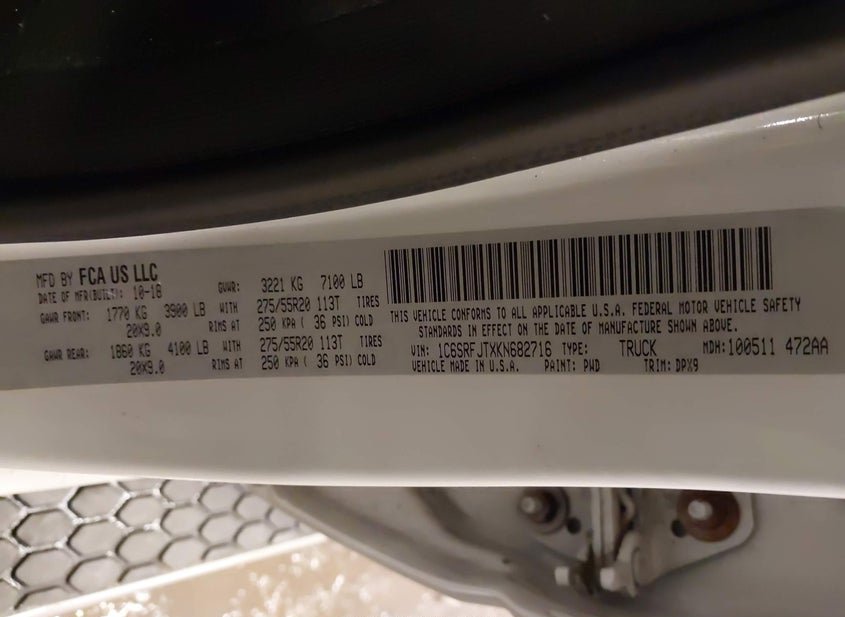 MFD BY FCA US LLC
DATE OF MFR(BUILT): 10-18 GVWR: 3221 KG 7100 LB
GAWR FRONT: 1770 KG 3900 LB WITH 275/55R20 113T TIRES
20X9.0 RIMS AT 250 KPA ( 36 PSI) COLD
GAWR REAR: 1860 KG 4100 LB WITH 275/55R20 113T TIRES
20X9.0 RIMS AT 250 KPA ( 36 PSI) COLD
THIS VEHICLE CONFORMS TO ALL APPLICABLE U.S.A. FEDERAL MOTOR VEHICLE SAFETY
STANDARDS IN EFFECT ON THE DATE OF MANUFACTURE SHOWN ABOVE.
VIN: 1C6SRFJTXKN682716 TYPE: TRUCK MDH:100511 472AA
VEHICLE MADE IN U.S.A. PAINT: PWD TRIM: DPX9